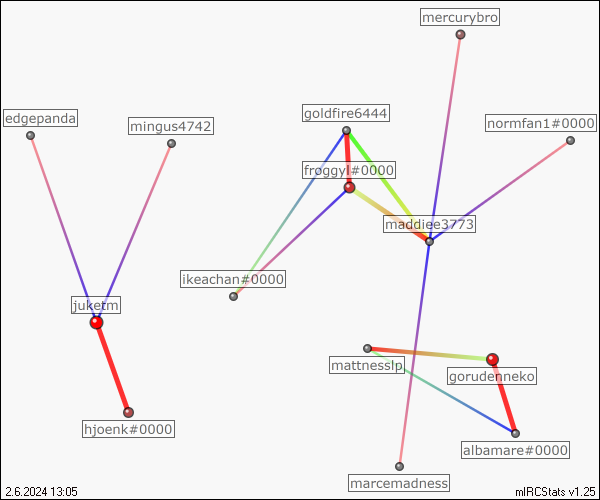 mercurybro
goldfire6444
edgepanda
mingus4742
normfan1#0000
froggyl#0000
maddiee3773
ikeachan#0000
juketm
mattnesslp
gorudenneko
hjoenk#0000
albamare#0000
marcemadness
2.6.2024 13:05
mIRCStats v1.25